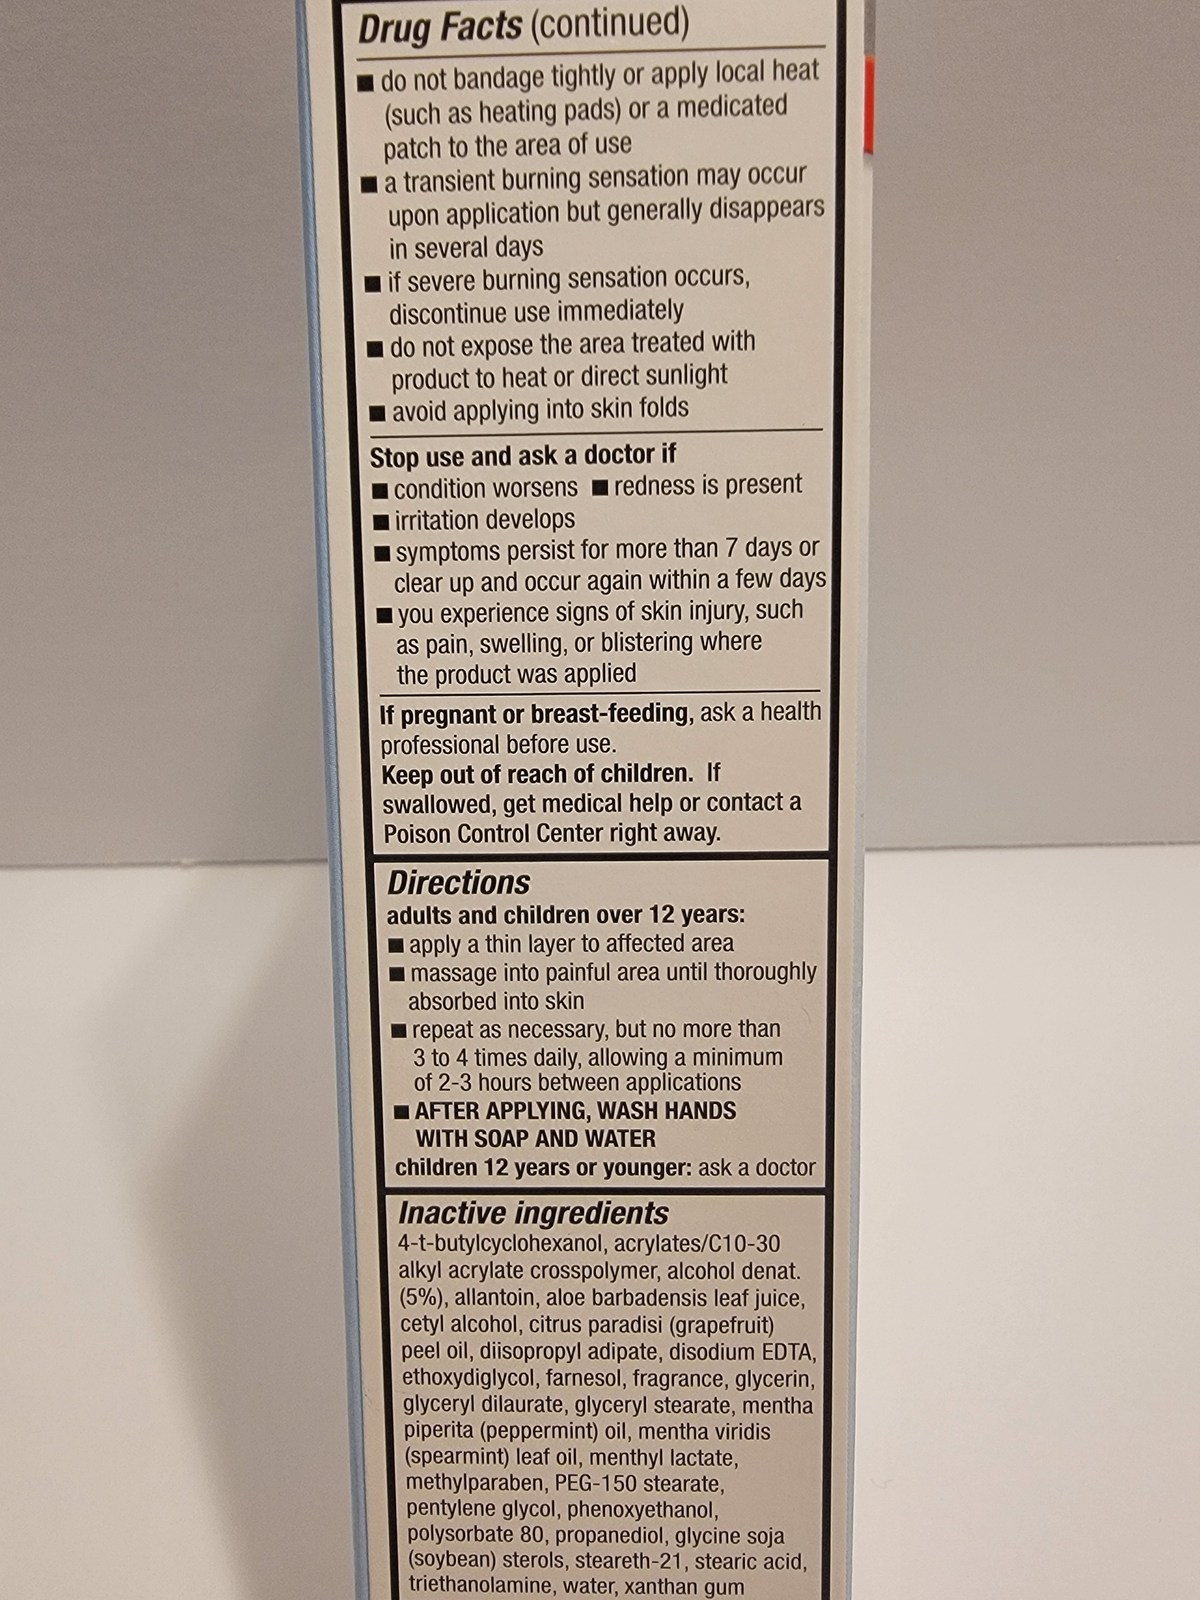 Drug Facts (continued)
■ do not bandage tightly or apply local heat
(such as heating pads) or a medicated
patch to the area of use
■ a transient burning sensation may occur
upon application but generally disappears
in several days
■ if severe burning sensation occurs,
discontinue use immediately
■ do not expose the area treated with
product to heat or direct sunlight
■ avoid applying into skin folds
Stop use and ask a doctor if
■ condition worsens ■ redness is present
■ irritation develops
■ symptoms persist for more than 7 days or
clear up and occur again within a few days
■ you experience signs of skin injury, such
as pain, swelling, or blistering where
the product was applied
If pregnant or breast-feeding, ask a health
professional before use.
Keep out of reach of children. If
swallowed, get medical help or contact a
Poison Control Center right away.
Directions
adults and children over 12 years:
■ apply a thin layer to affected area
■ massage into painful area until thoroughly
absorbed into skin
■ repeat as necessary, but no more than
3 to 4 times daily, allowing a minimum
of 2-3 hours between applications
■ AFTER APPLYING, WASH HANDS
WITH SOAP AND WATER
children 12 years or younger: ask a doctor
Inactive ingredients
4-t-butylcyclohexanol, acrylates/C10-30
alkyl acrylate crosspolymer, alcohol denat.
(5%), allantoin, aloe barbadensis leaf juice,
cetyl alcohol, citrus paradisi (grapefruit)
peel oil, diisopropyl adipate, disodium EDTA,
ethoxydiglycol, farnesol, fragrance, glycerin,
glyceryl dilaurate, glyceryl stearate, mentha
piperita (peppermint) oil, mentha viridis
(spearmint) leaf oil, menthyl lactate,
methylparaben, PEG-150 stearate,
pentylene glycol, phenoxyethanol,
polysorbate 80, propanediol, glycine soja
(soybean) sterols, steareth-21, stearic acid,
triethanolamine, water, xanthan gum